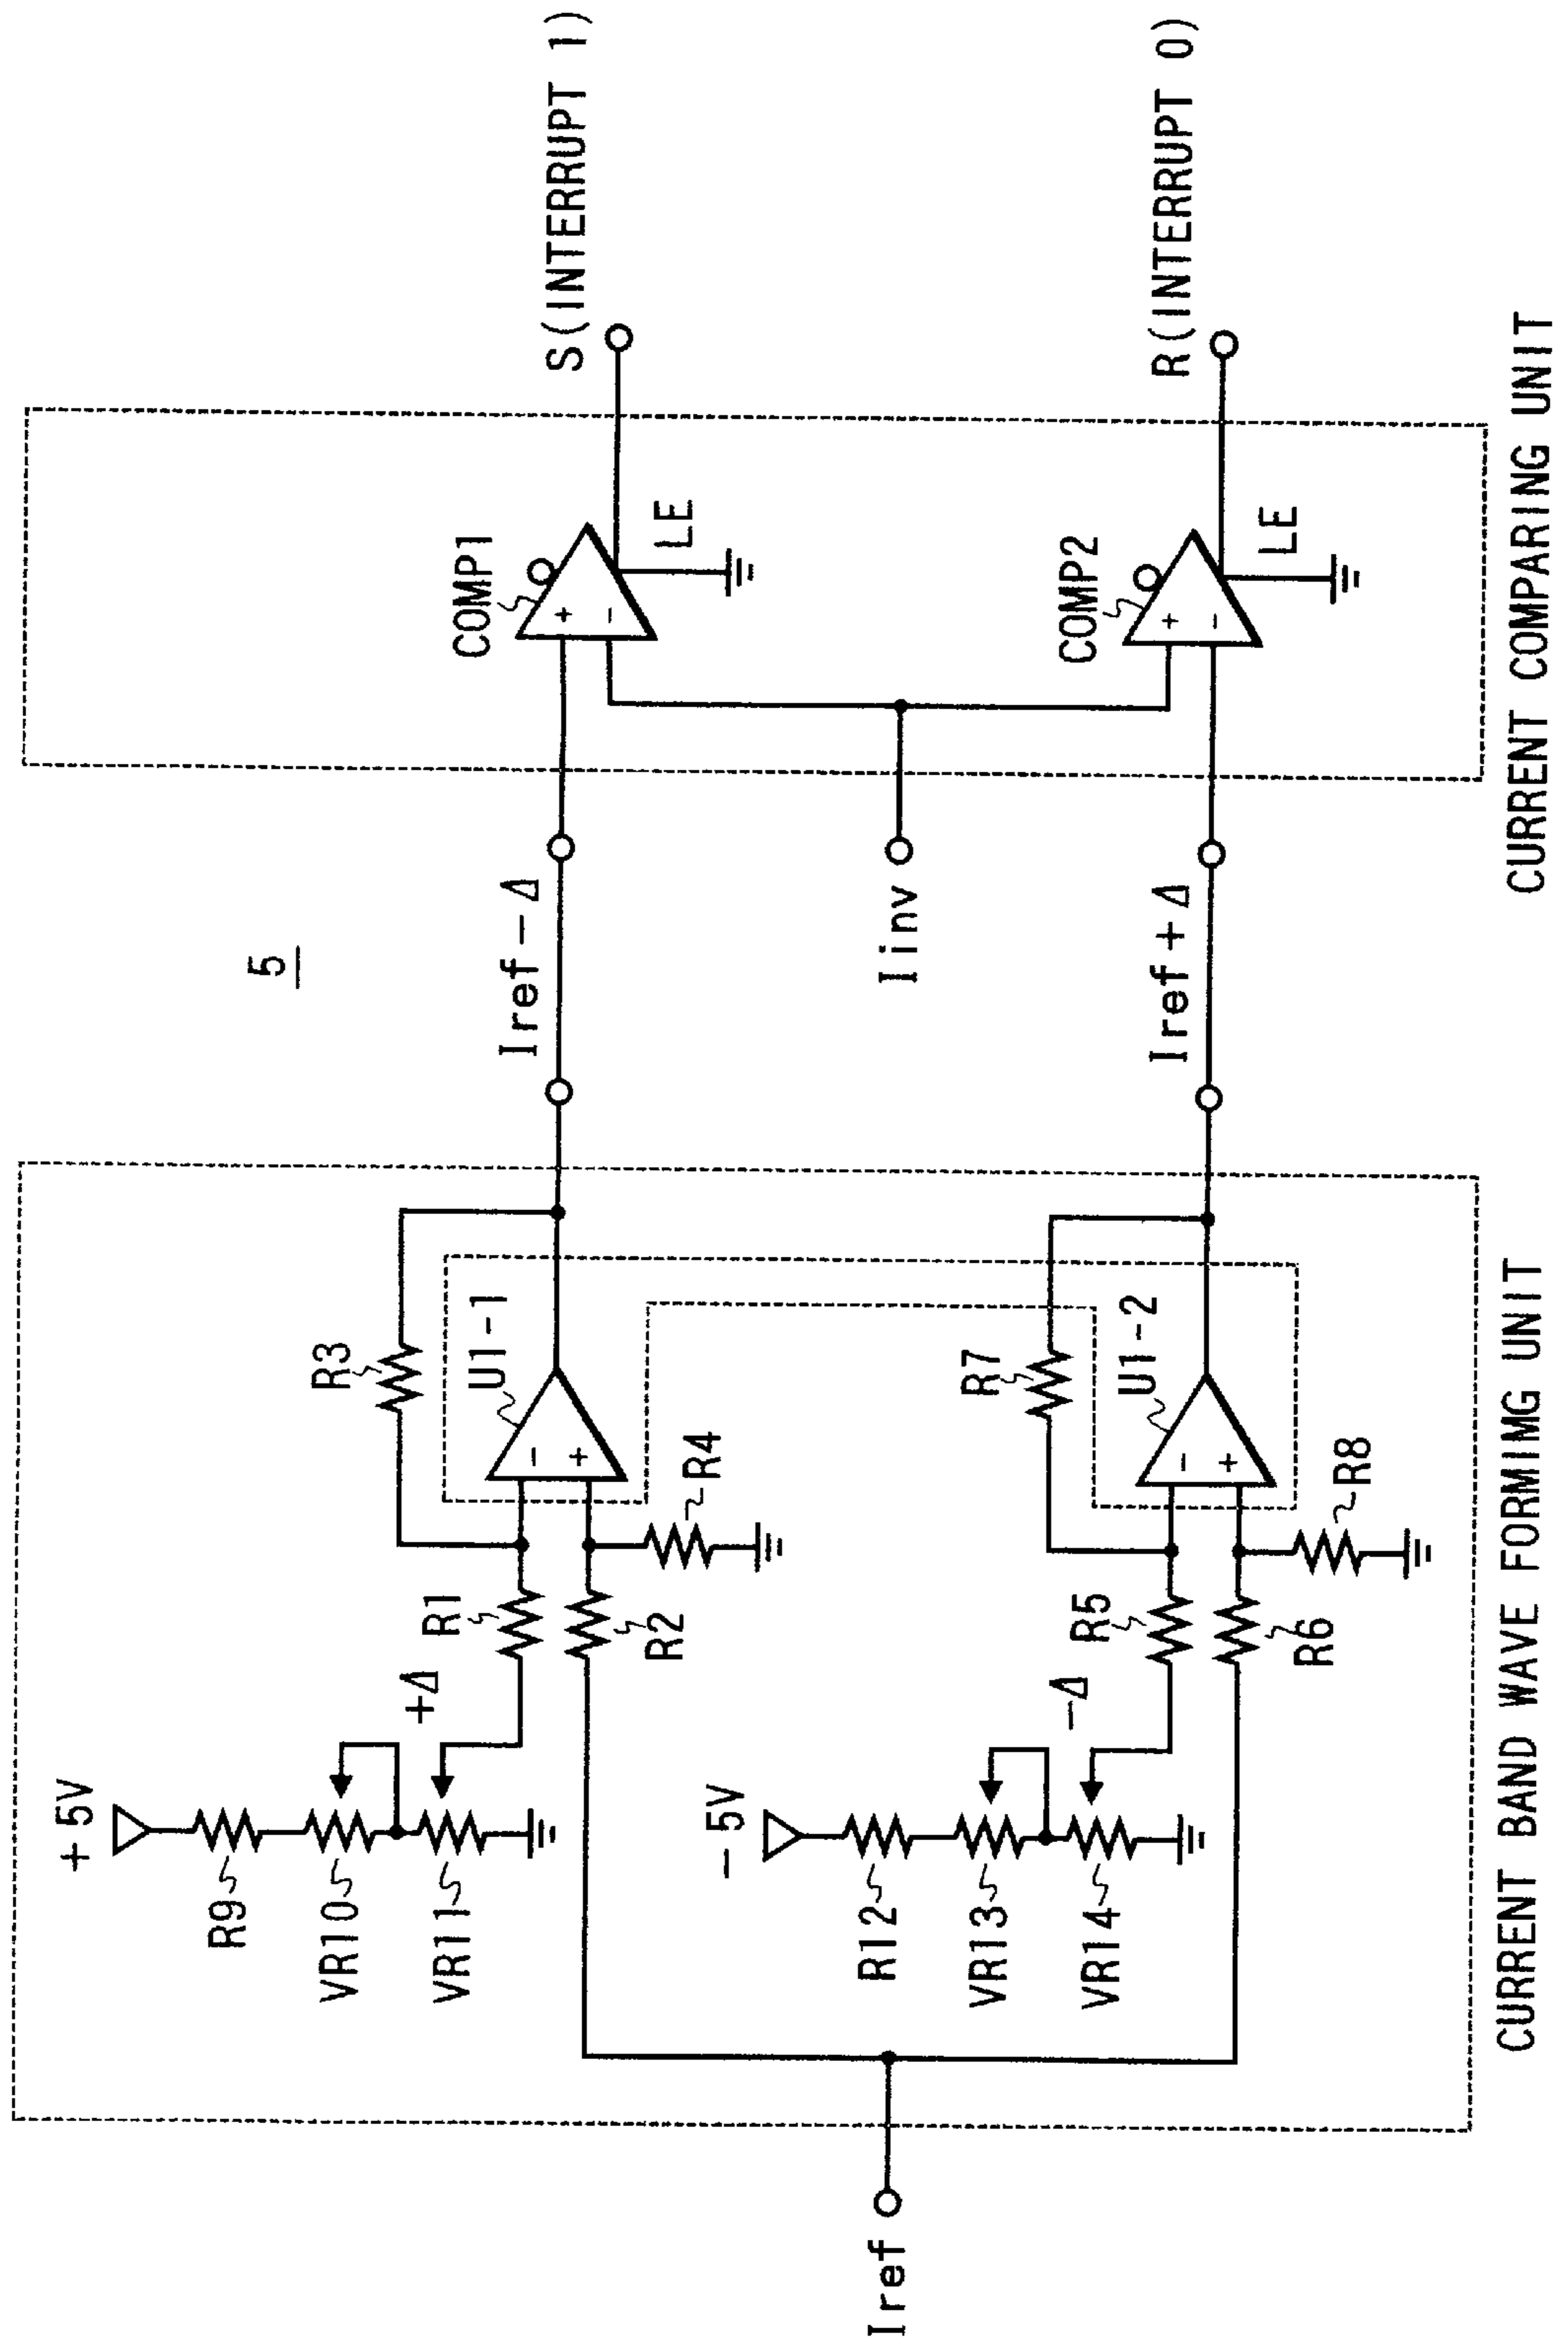 5
+5V
R9
VR10
VR11
+Δ
R1
R2
R3
R4
U1-1
-
+
Iref-Δ
COMP1
+
-
LE
S(INTERRUPT 1)
Iref
Iinv
-5V
R12
VR13
VR14
-Δ
R5
R6
R7
R8
U1-2
-
+
Iref+Δ
COMP2
+
-
LE
R(INTERRUPT 0)
CURRENT BAND WAVE FORMIMG UNIT
CURRENT COMPARING UNIT